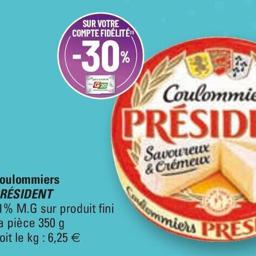 SUR VOTRE
COMPTE FIDÉLITÉ
-30%
Coulommie
PRÉSID
Savoureux
& Crémeux
oulommiers
RÉSIDENT
1% M.G sur produit fini
a pièce 350 g
oit le kg : 6,25 €
Coulommiers PRÉS